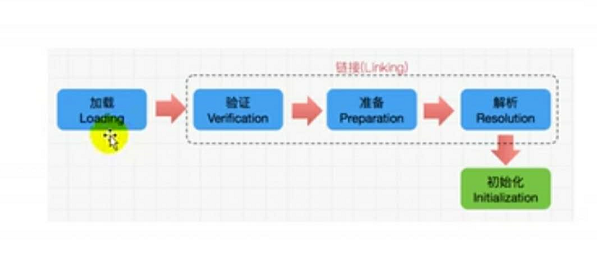 链接(Linking)
加载
Loading
验证
Verification
准备
Preparation
解析
Resolution
初始化
Initialization